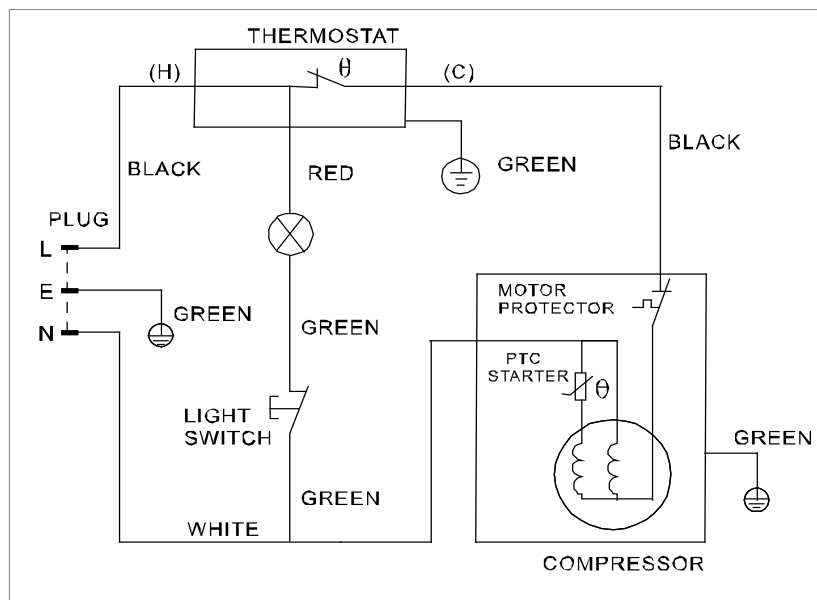 THERMOSTAT
(H)
θ
(C)
BLACK
RED
GREEN
BLACK
PLUG
L
E
N
GREEN
GREEN
MOTOR
PROTECTOR
PTC
STARTER
θ
LIGHT
SWITCH
GREEN
GREEN
WHITE
COMPRESSOR